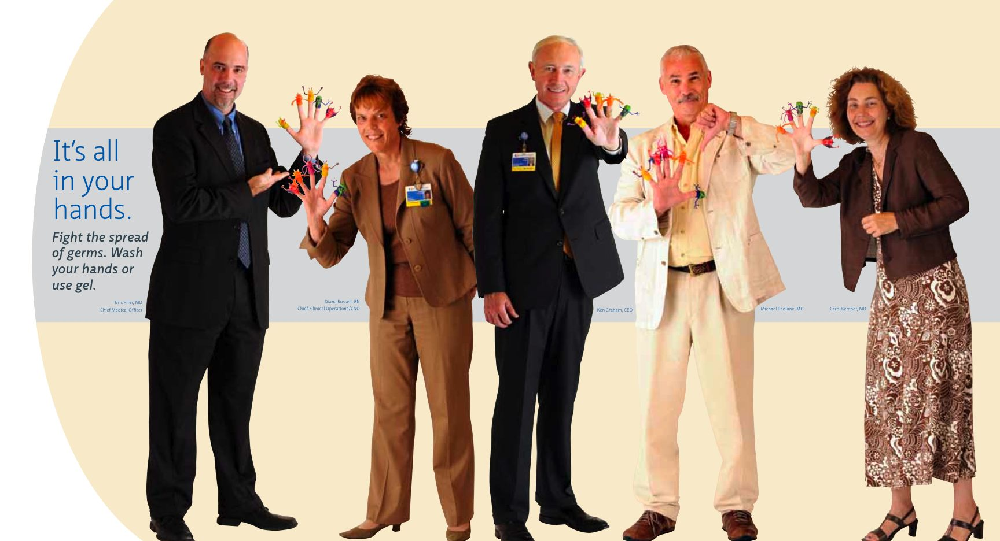 It's all
in your
hands.
Fight the spread
of germs. Wash
your hands or
use gel.
Eric Pifer, MD
Chief Medical Officer
Diana Russell, RN
Chief, Clinical Operations/CNO
Ken Graham, CEO
Michael Podlone, MD
Carol Kemper, MD